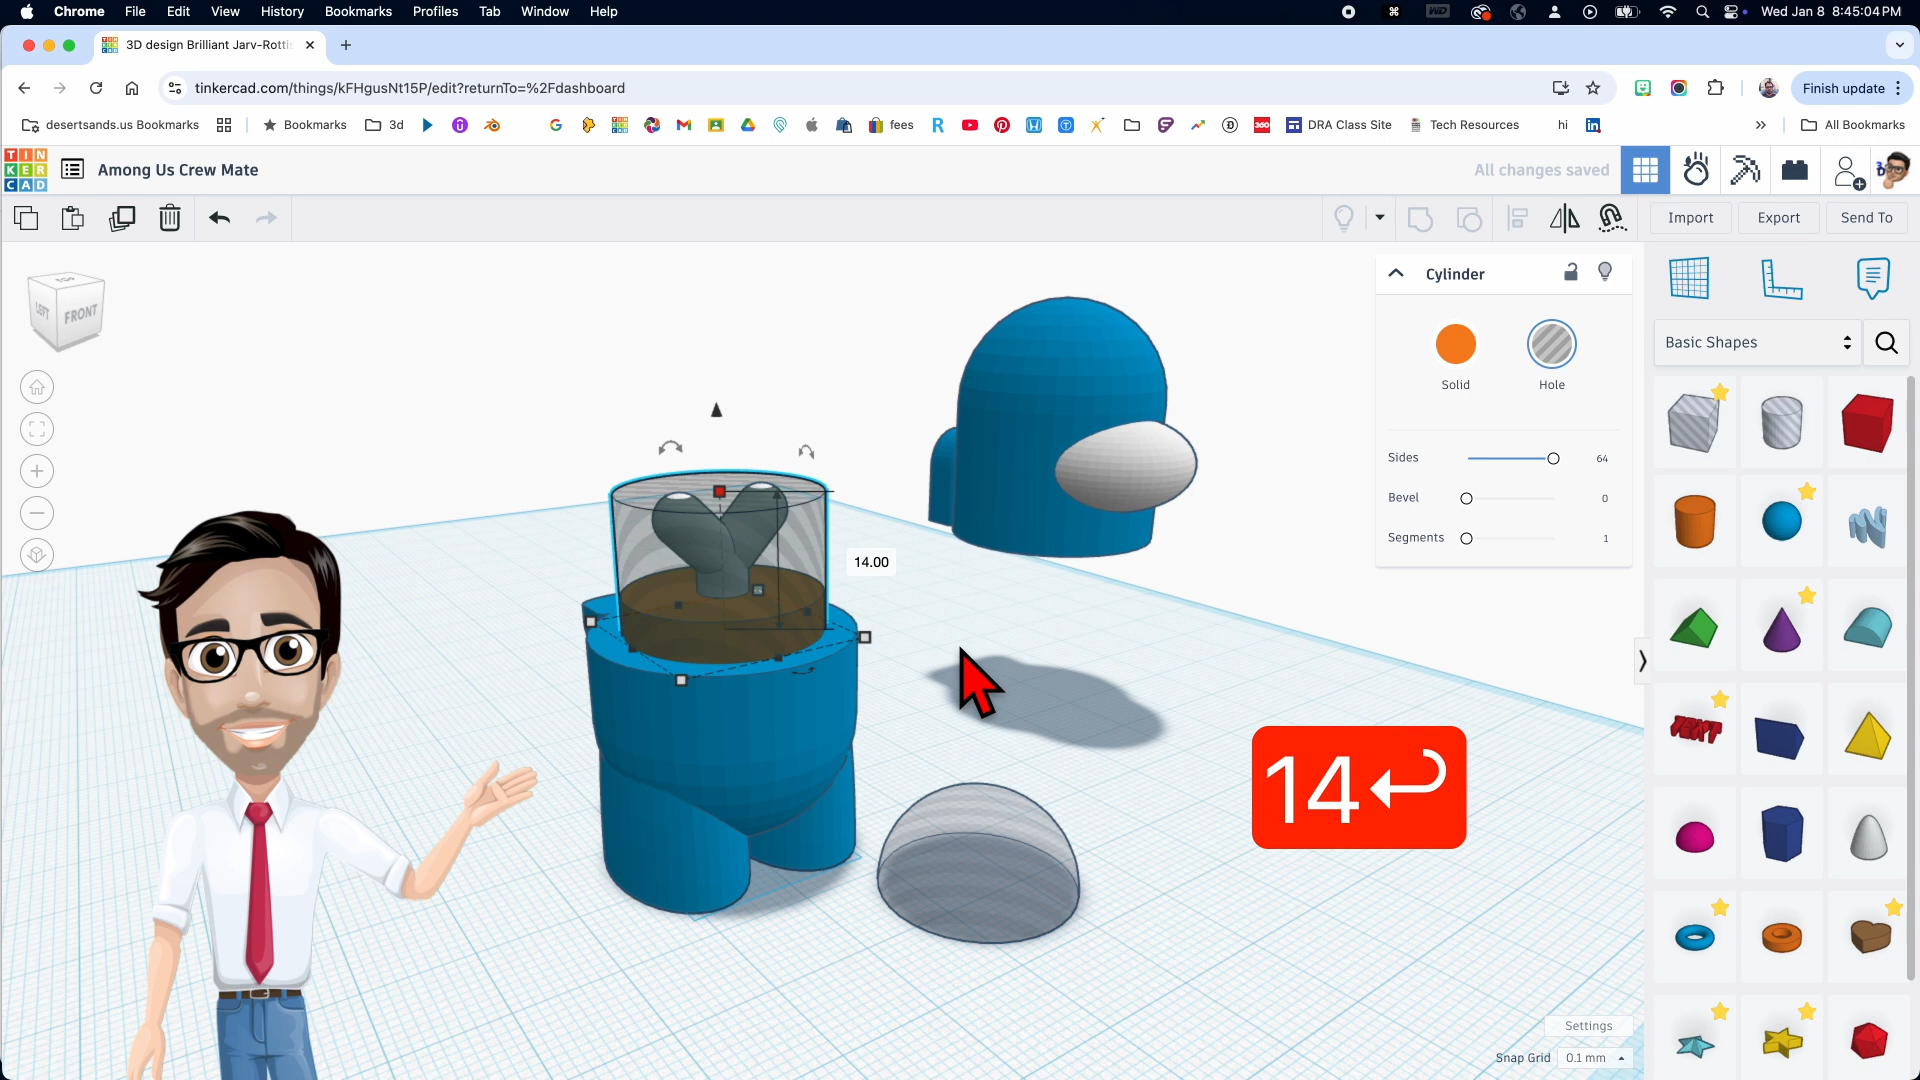 Chrome File Edit View History Bookmarks Profiles Tab Window Help
WD
Wed Jan 8 8:45:04 PM
3D design Brilliant Jarv-Rotti
tinkercad.com/things/kFHgusNt15P/edit?returnTo=%2Fdashboard
Finish update
desertsands.us Bookmarks
Bookmarks
3d
fees
DRA Class Site
Tech Resources
hi
All Bookmarks
TIN
KER
CAD
Among Us Crew Mate
All changes saved
Import
Export
Send To
TOP
LEFT
FRONT
Cylinder
Solid
Hole
Sides
64
Bevel
0
Segments
1
Basic Shapes
TEXT
14.00
14
Settings
Snap Grid
0.1 mm